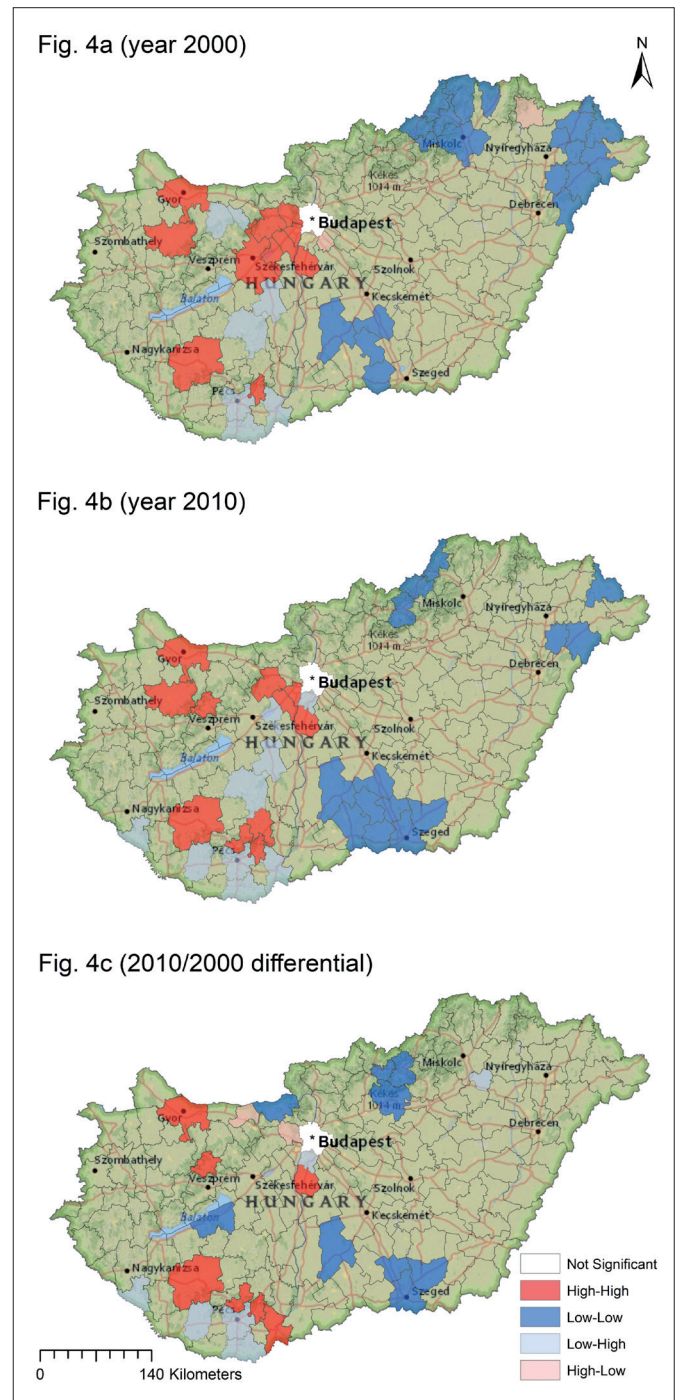 Fig. 4a (year 2000)
N
Miskolc
Nyíregyháza
Kékes
1014 m
Gyor
Debrecen
* Budapest
Szombathely
Veszprém
Székesfehérvár
Szolnok
HUNGARY
Balaton
Kecskemét
Nagykanizsa
Szeged
Pécs
Fig. 4b (year 2010)
Miskolc
Nyíregyháza
Kékes
1014 m
Gyor
Debrecen
* Budapest
Szombathely
Veszprém
Székesfehérvár
Szolnok
HUNGARY
Balaton
Kecskemét
Nagykanizsa
Szeged
Pécs
Fig. 4c (2010/2000 differential)
Miskolc
Nyíregyháza
Kékes
1014 m
Gyor
Debrecen
* Budapest
Szombathely
Veszprém
Székesfehérvár
Szolnok
HUNGARY
Balaton
Kecskemét
Nagykanizsa
Szeged
Pécs
Not Significant
High-High
Low-Low
Low-High
High-Low
0 140 Kilometers